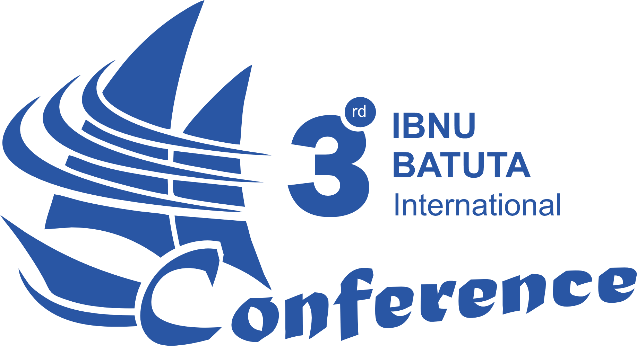 3rd
IBNU
BATUTA
International
Conference